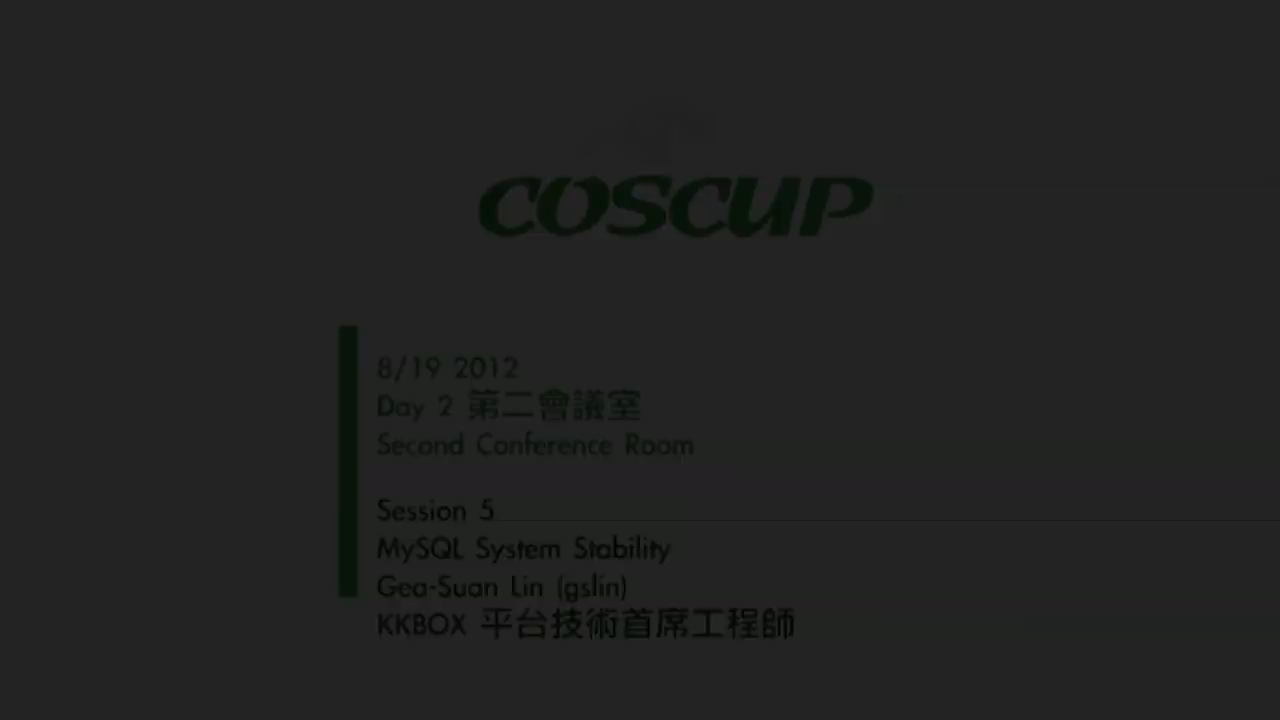 COSCUP
8/19 2012
Day 2 第二會議室
Second Conference Room
Session 5
MySQL System Stability
Gea-Suan Lin (gslin)
KKBOX 平台技術首席工程師